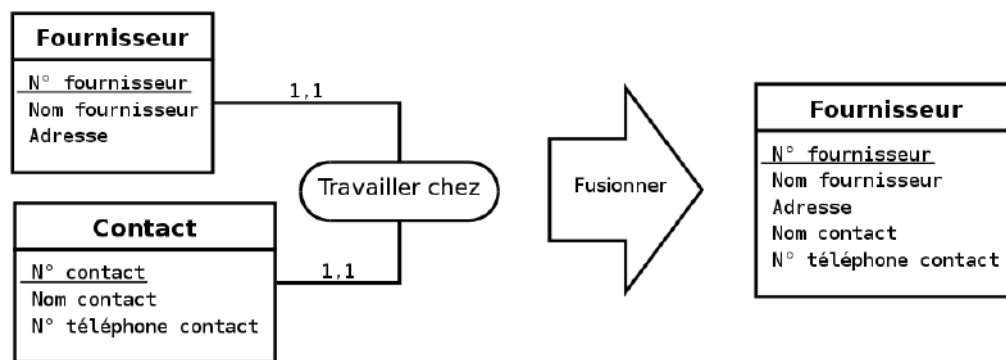 Fournisseur
N° fournisseur
Nom fournisseur
Adresse
1,1
Travailler chez
Contact
N° contact
Nom contact
N° téléphone contact
1,1
Fusionner
Fournisseur
N° fournisseur
Nom fournisseur
Adresse
Nom contact
N° téléphone contact